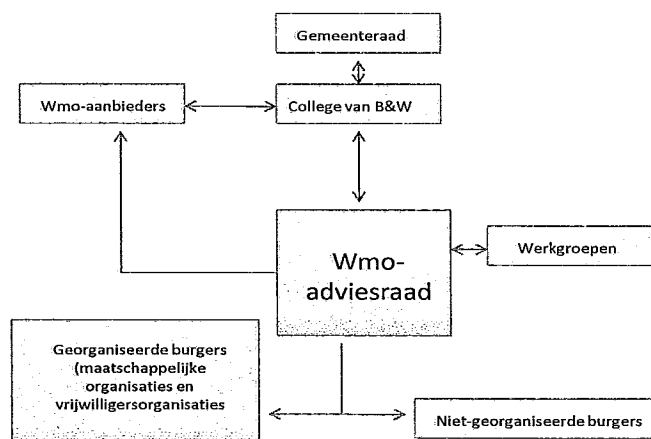 Gemeenteraad
Wmo-aanbieders
College van B&W
Wmo-
adviesraad
Werkgroepen
Georganiseerde burgers
(maatschappelijke
organisaties en
vrijwilligersorganisaties
Niet-georganiseerde burgers